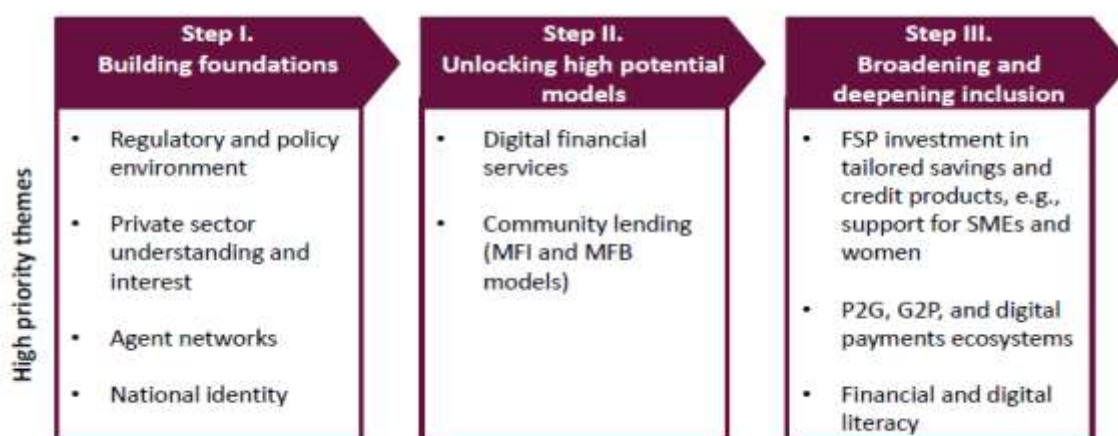 High priority themes
Step I.
Building foundations
• Regulatory and policy
environment
• Private sector
understanding and
interest
• Agent networks
• National identity
Step II.
Unlocking high potential
models
• Digital financial
services
• Community lending
(MFI and MFB
models)
Step III.
Broadening and
deepening inclusion
• FSP investment in
tailored savings and
credit products, e.g.,
support for SMEs and
women
• P2G, G2P, and digital
payments ecosystems
• Financial and digital
literacy